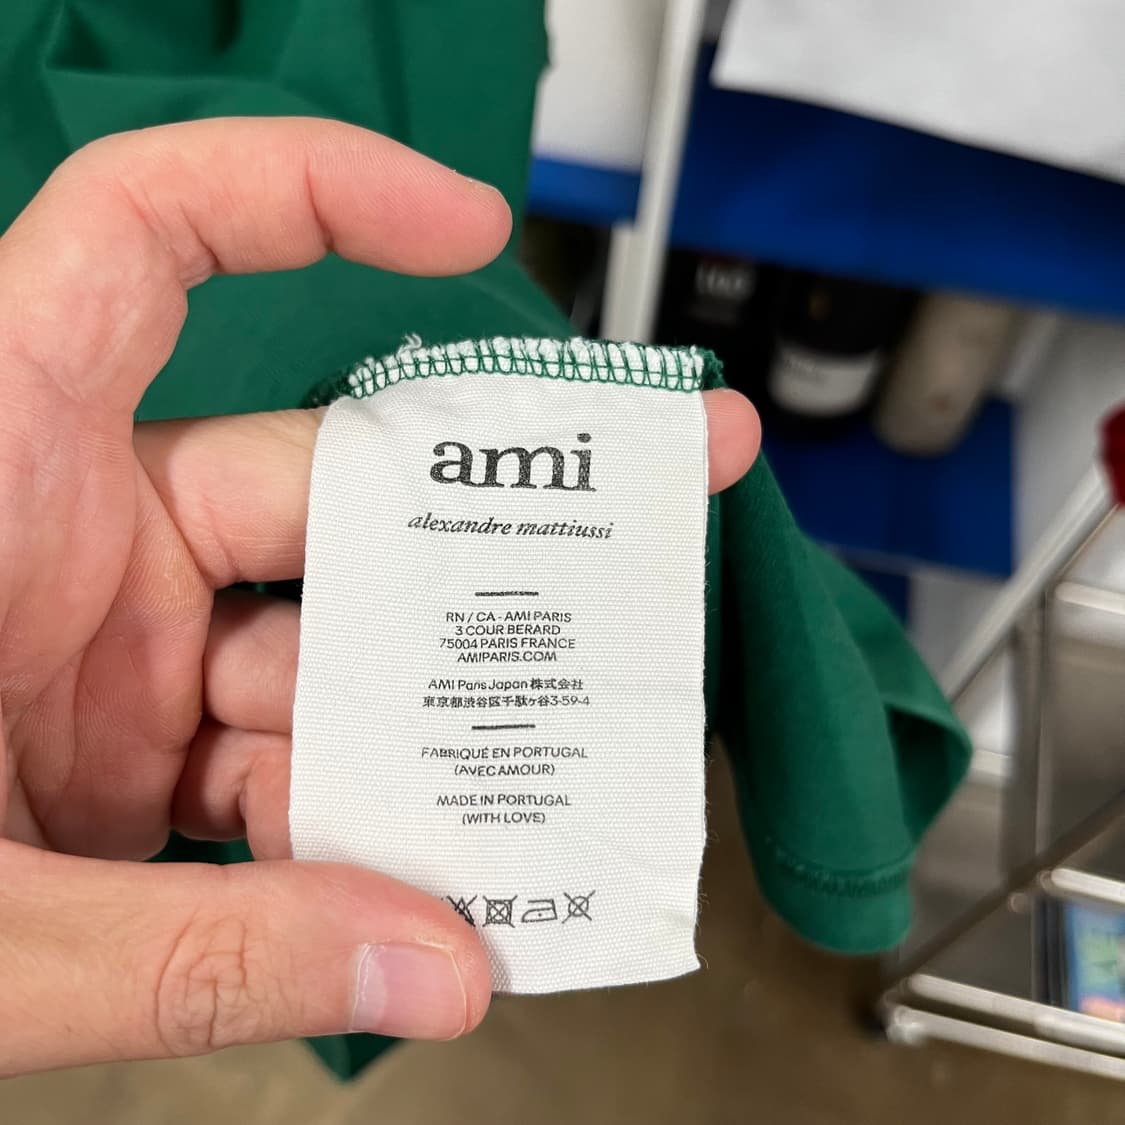 ami
alexandre mattiussi
RN / CA - AMI PARIS
3 COUR BERARD
75004 PARIS FRANCE
AMIPARIS.COM
AMI Paris Japan 株式会社
東京都渋谷区千駄ヶ谷3-59-4
FABRIQUÉ EN PORTUGAL
(AVEC AMOUR)
MADE IN PORTUGAL
(WITH LOVE)